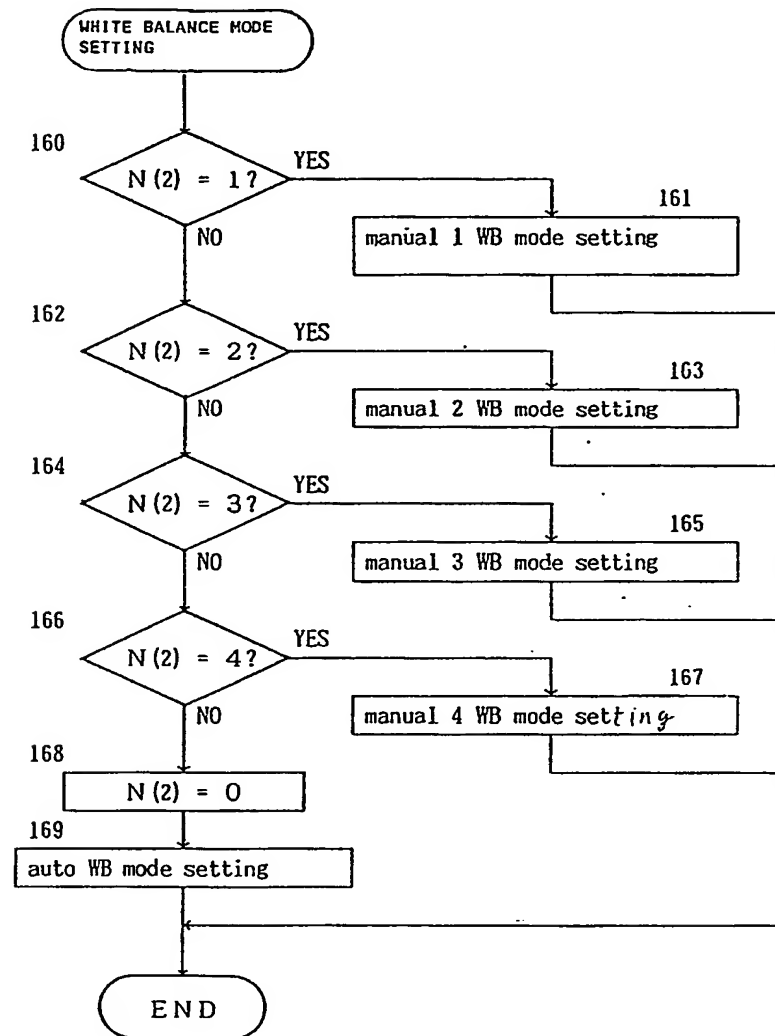 WHITE BALANCE MODE
SETTING
160
N(2) = 1?
YES
NO
161
manual 1 WB mode setting
162
N(2) = 2?
YES
NO
163
manual 2 WB mode setting
164
N(2) = 3?
YES
NO
165
manual 3 WB mode setting
166
N(2) = 4?
YES
NO
167
manual 4 WB mode setting
168
N(2) = 0
169
auto WB mode setting
END